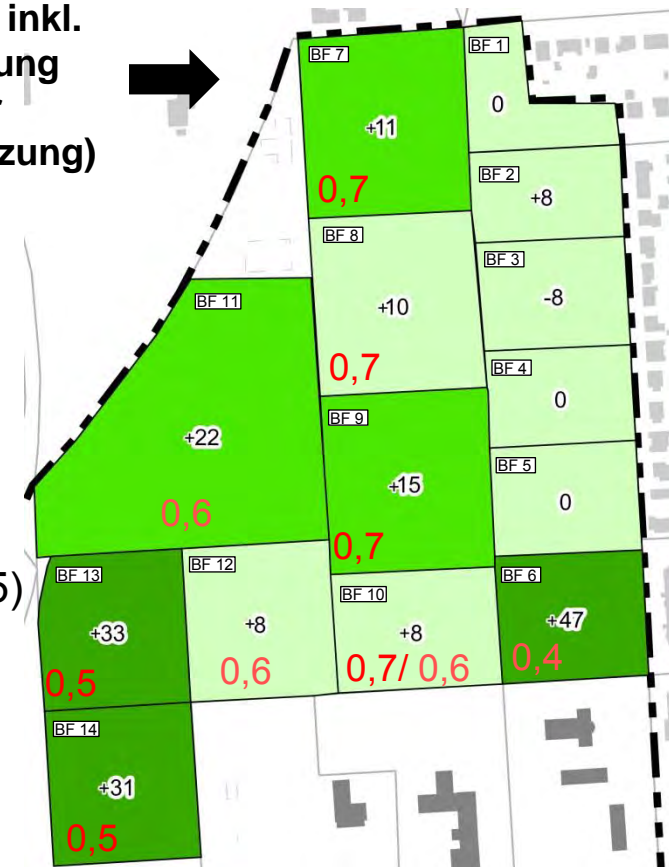 inkl.
ung
zung)
5)
BF 7
+11
0,7
BF 1
0
BF 2
+8
BF 3
-8
BF 4
0
BF 5
0
BF 8
+10
0,7
BF 11
+22
0,6
BF 9
+15
0,7
BF 13
+33
0,5
BF 12
+8
0,6
BF 10
+8
0,7/ 0,6
BF 6
+47
0,4
BF 14
+31
0,5